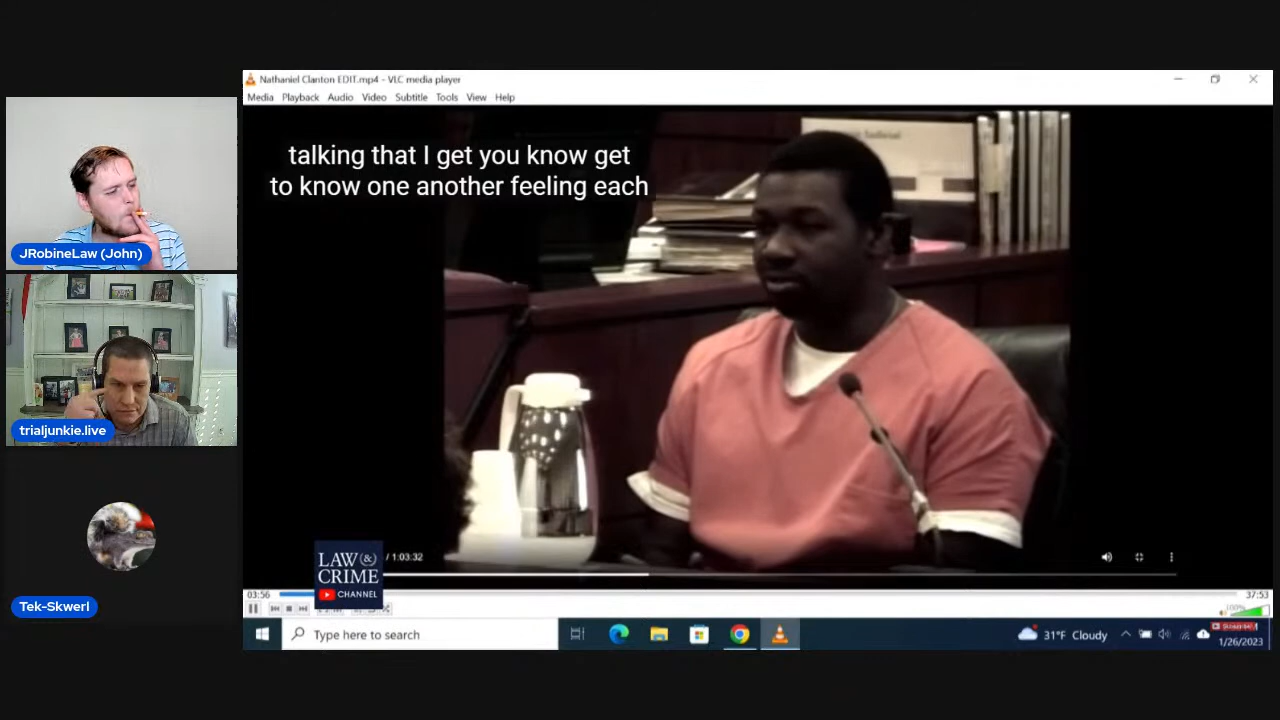 Nathaniel Clanton EDIT.mp4 - VLC media player
Media Playback Audio Video Subtitle Tools View Help
talking that I get you know get
to know one another feeling each
JRobineLaw (John)
trialjunkie.live
Tek-Skwerl
LAW &
CRIME
CHANNEL
/ 1:03:32
03:56
37:53
100%
Type here to search
31°F Cloudy
1/26/2023